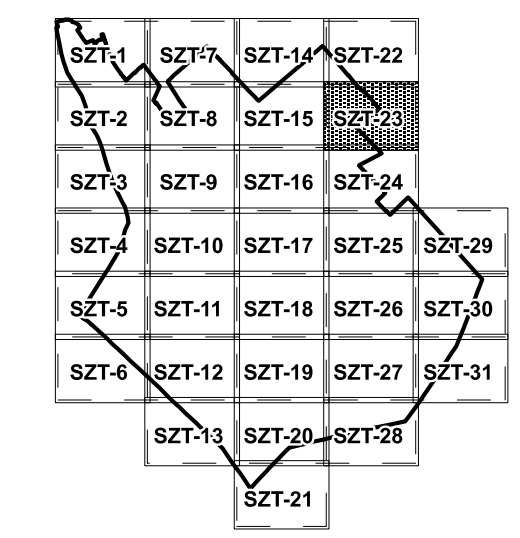 SZT-1 SZT-7 SZT-14 SZT-22
SZT-2 SZT-8 SZT-15 SZT-23
SZT-3 SZT-9 SZT-16 SZT-24
SZT-4 SZT-10 SZT-17 SZT-25 SZT-29
SZT-5 SZT-11 SZT-18 SZT-26 SZT-30
SZT-6 SZT-12 SZT-19 SZT-27 SZT-31
SZT-13 SZT-20 SZT-28
SZT-21